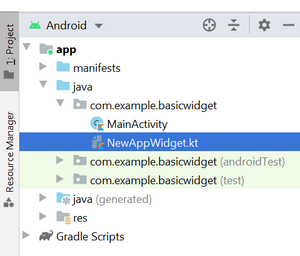 1: Project
Resource Manager
Android
app
manifests
java
com.example.basicwidget
MainActivity
NewAppWidget.kt
com.example.basicwidget (androidTest)
com.example.basicwidget (test)
java (generated)
res
Gradle Scripts